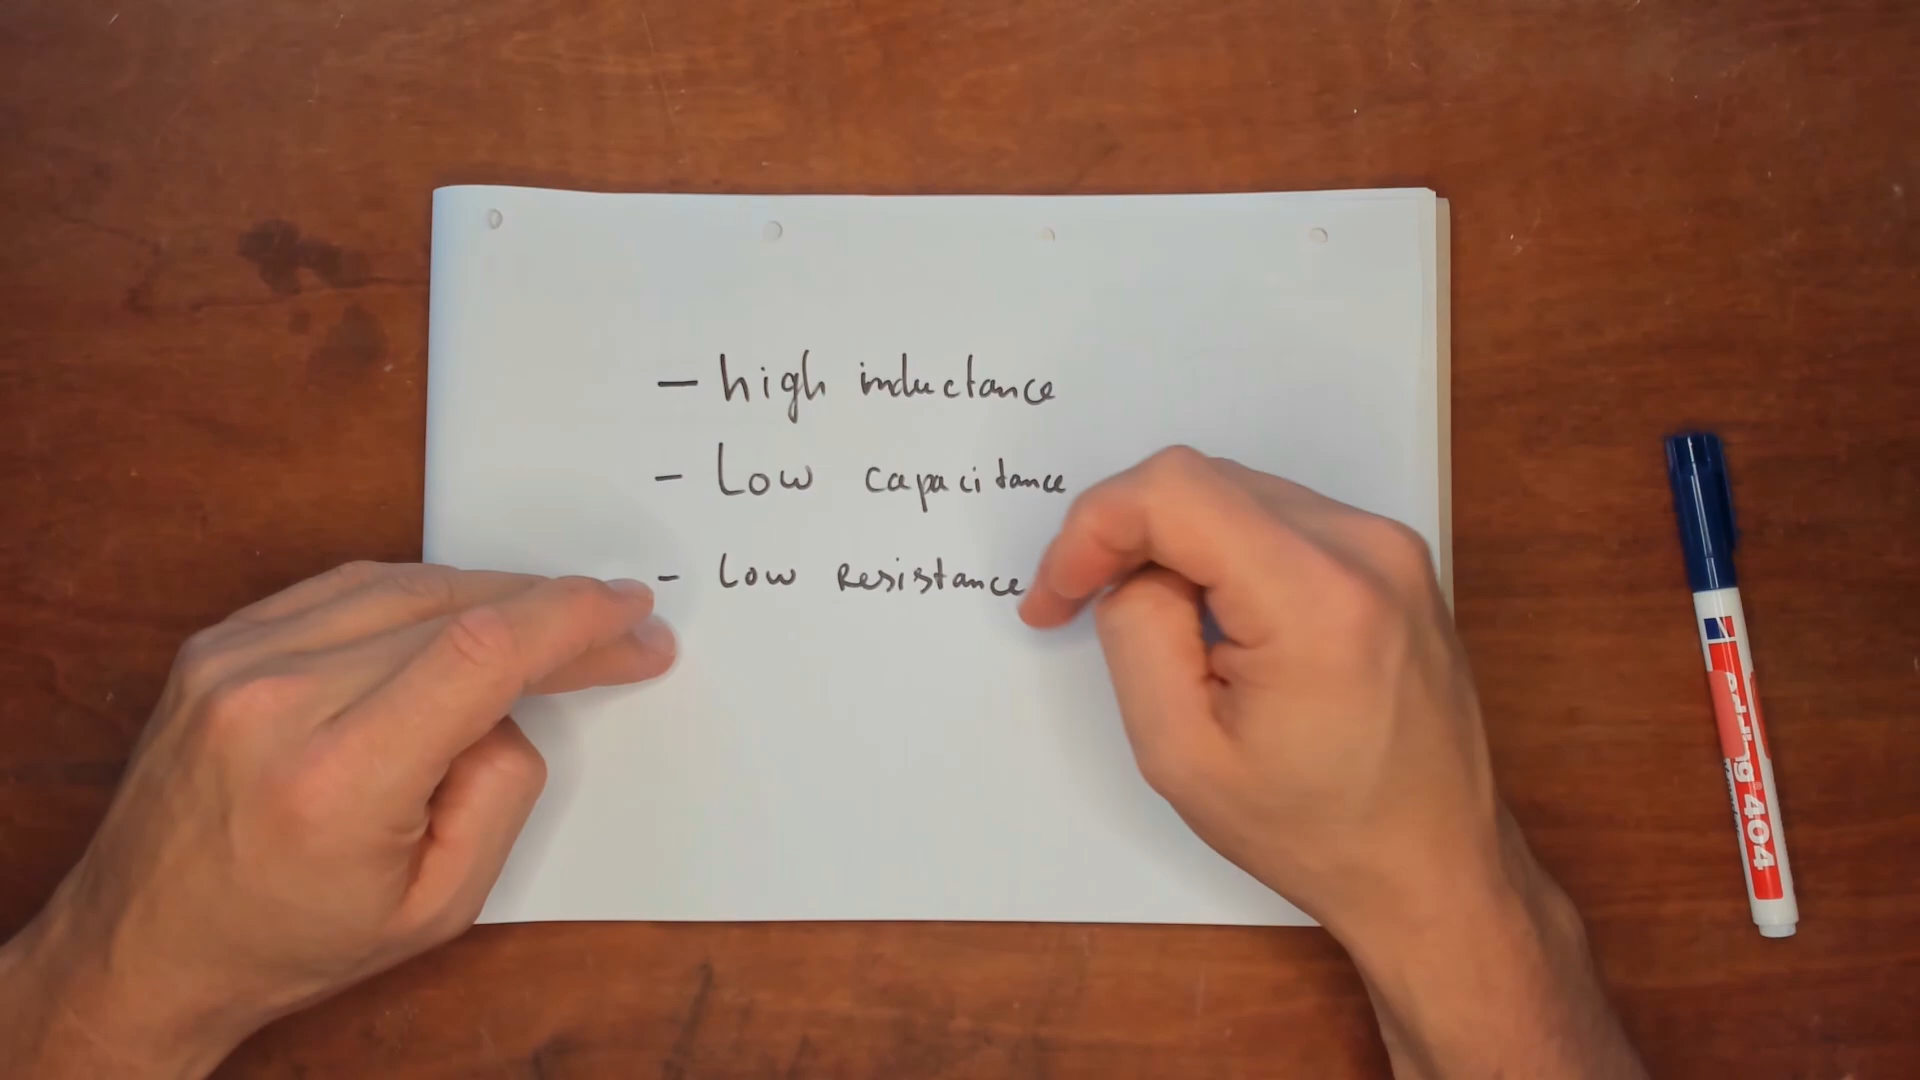 - high inductance
- Low capacitance
- Low Resistance
edding 404